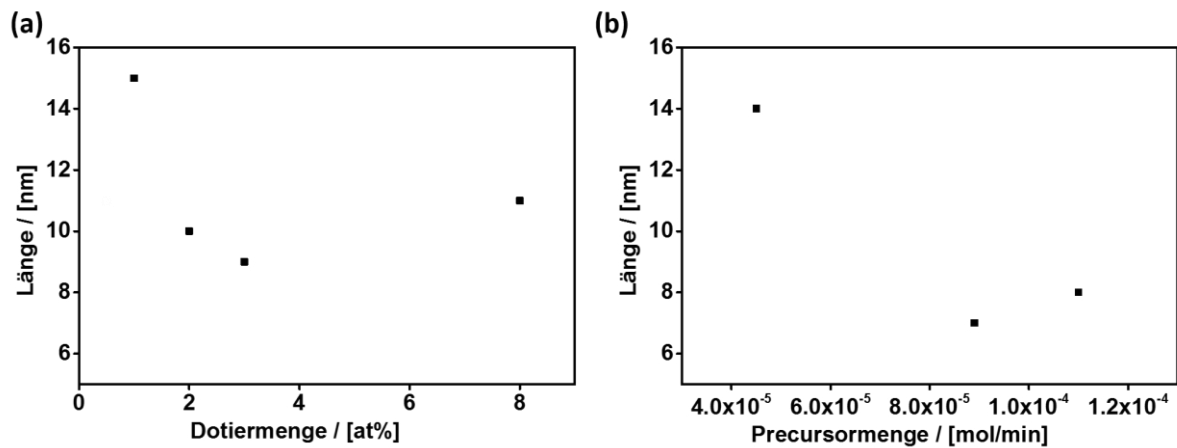 (a)
16
14
12
10
8
6
Länge / [nm]
0 2 4 6 8
Dotiermenge / [at%]
(b)
16
14
12
10
8
6
Länge / [nm]
4.0x10⁻⁵ 6.0x10⁻⁵ 8.0x10⁻⁵ 1.0x10⁻⁴ 1.2x10⁻⁴
Precursormenge / [mol/min]